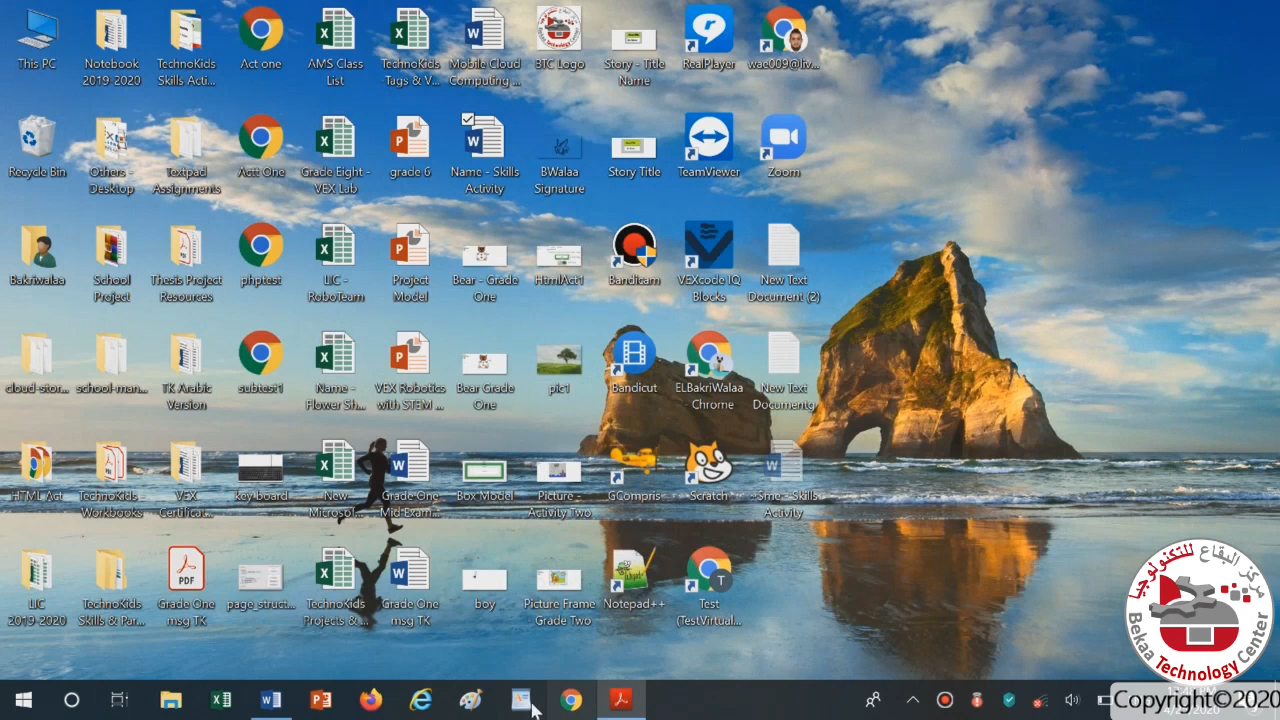 This PC
Notebook
2019-2020
TechnoKids
Skills Acti...
Act one
AMS Class
List
TechnoKids
-Tags & V...
Mobile Cloud
Computing ...
BTC Logo
Story - Title
Name
RealPlayer
wae009@liv...
Recycle Bin
Others -
Desktop
Textpad
Assignments
Actt One
Grade Eight -
VEX Lab
grade 6
Name - Skills
Activity
BWalaa
Signature
Story Title
TeamViewer
Zoom
Bakriwalaa
School
Project
Thesis Project
Resources
phptest
LIC -
RoboTeam
Project
Model
Bear - Grade
One
HtmlAct1
Bandicam
VEXcode IQ
Blocks
New Text
Document (2)
cloud-stor...
school-man...
TK Arabic
Version
subtest1
Name -
Flower Sh...
VEX Robotics
with STEM ...
Bear Grade
One
pic1
Bandicut
ELBakriWalaa
- Chrome
New Text
Documentq
HTML Act
TechnoKids -
Workbooks
VEX
Certificat...
key board
New
Microsof...
Grade One
Mid Exam...
Box Model
Picture -
Activity Two
GCompris
Scratch
~$me - Skills
Activity
LIC
2019-2020
TechnoKids
Skills & Par...
PDF
Grade One
msg TK
page_struct...
TechnoKids
Projects & ...
Grade One
msg TK
boy
Picture Frame
Grade Two
Notepad++
T
Test
(TestVirtual...
مركز البقاع للتكنولوجيا
Bekaa Technology Center
Copyright©2020